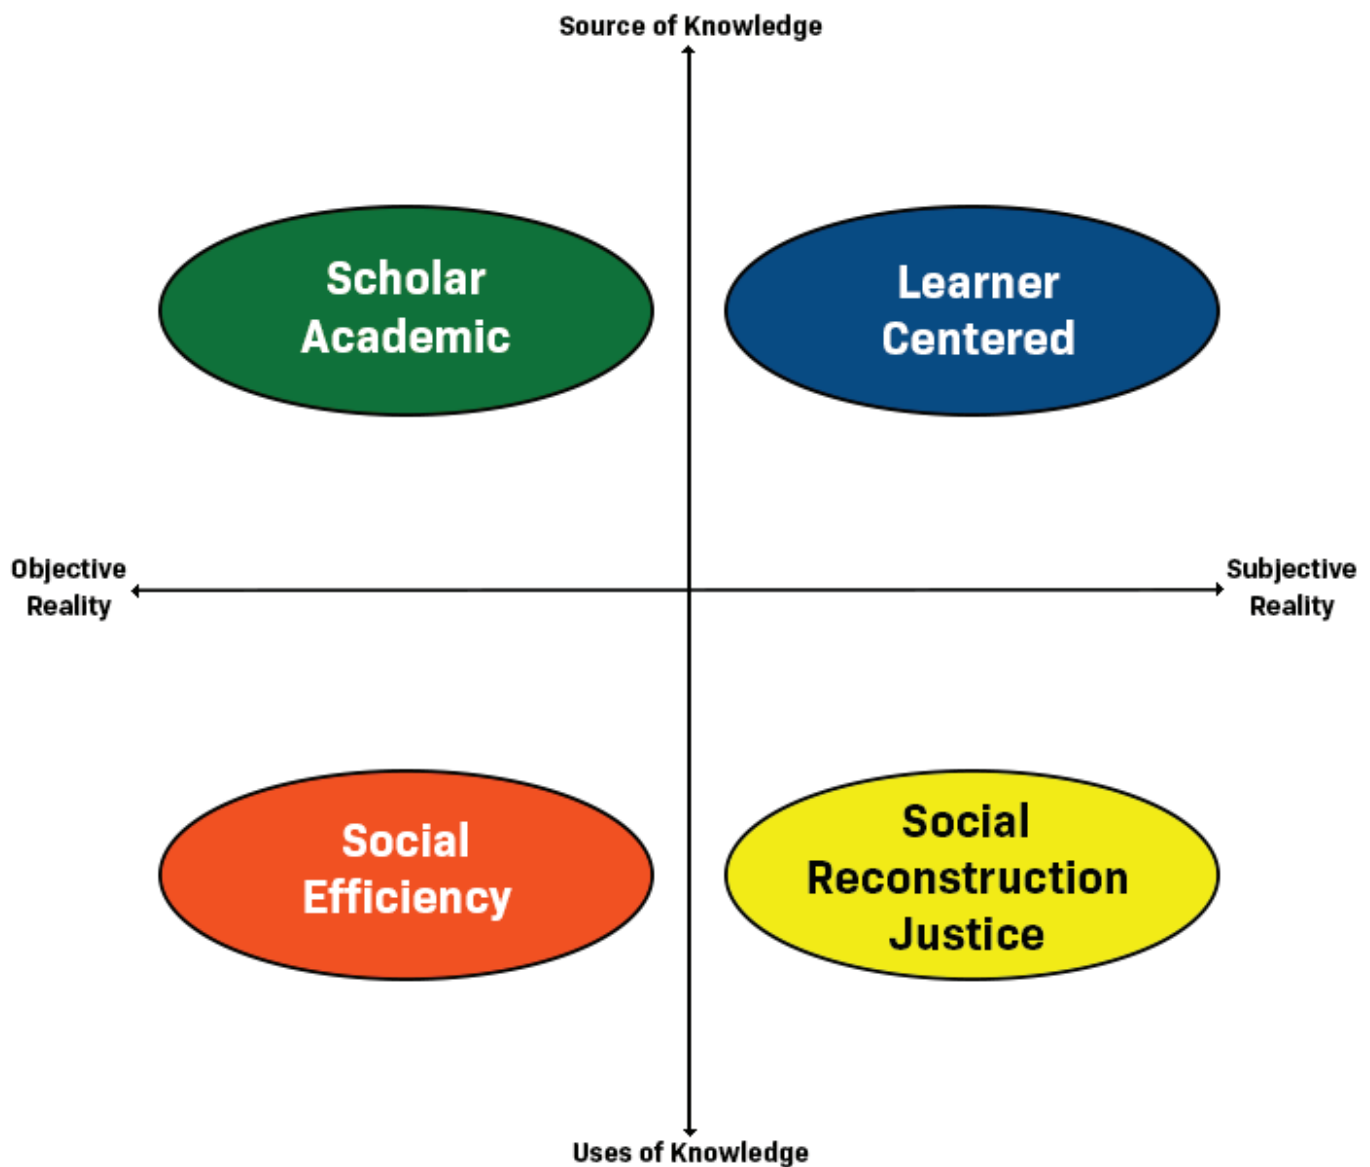 Source of Knowledge
Scholar
Academic
Learner
Centered
Objective
Reality
Subjective
Reality
Social
Efficiency
Social
Reconstruction
Justice
Uses of Knowledge